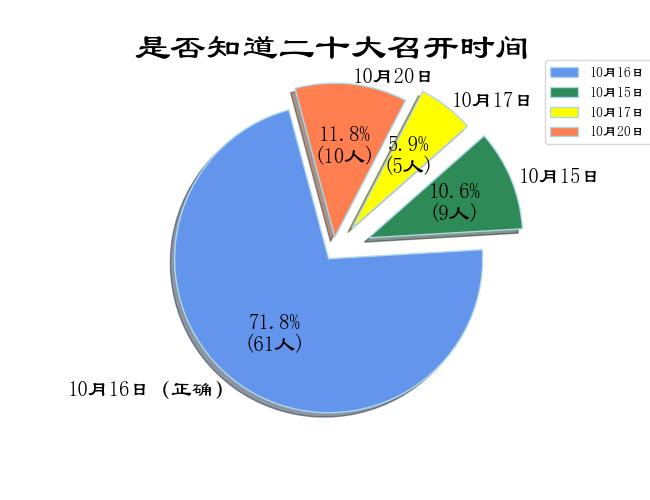 是否知道二十大召开时间
10月20日
10月17日
10月16日
10月15日
10月17日
10月20日
11.8%
(10人)
5.9%
(5人)
10月15日
10.6%
(9人)
71.8%
(61人)
10月16日 (正确)